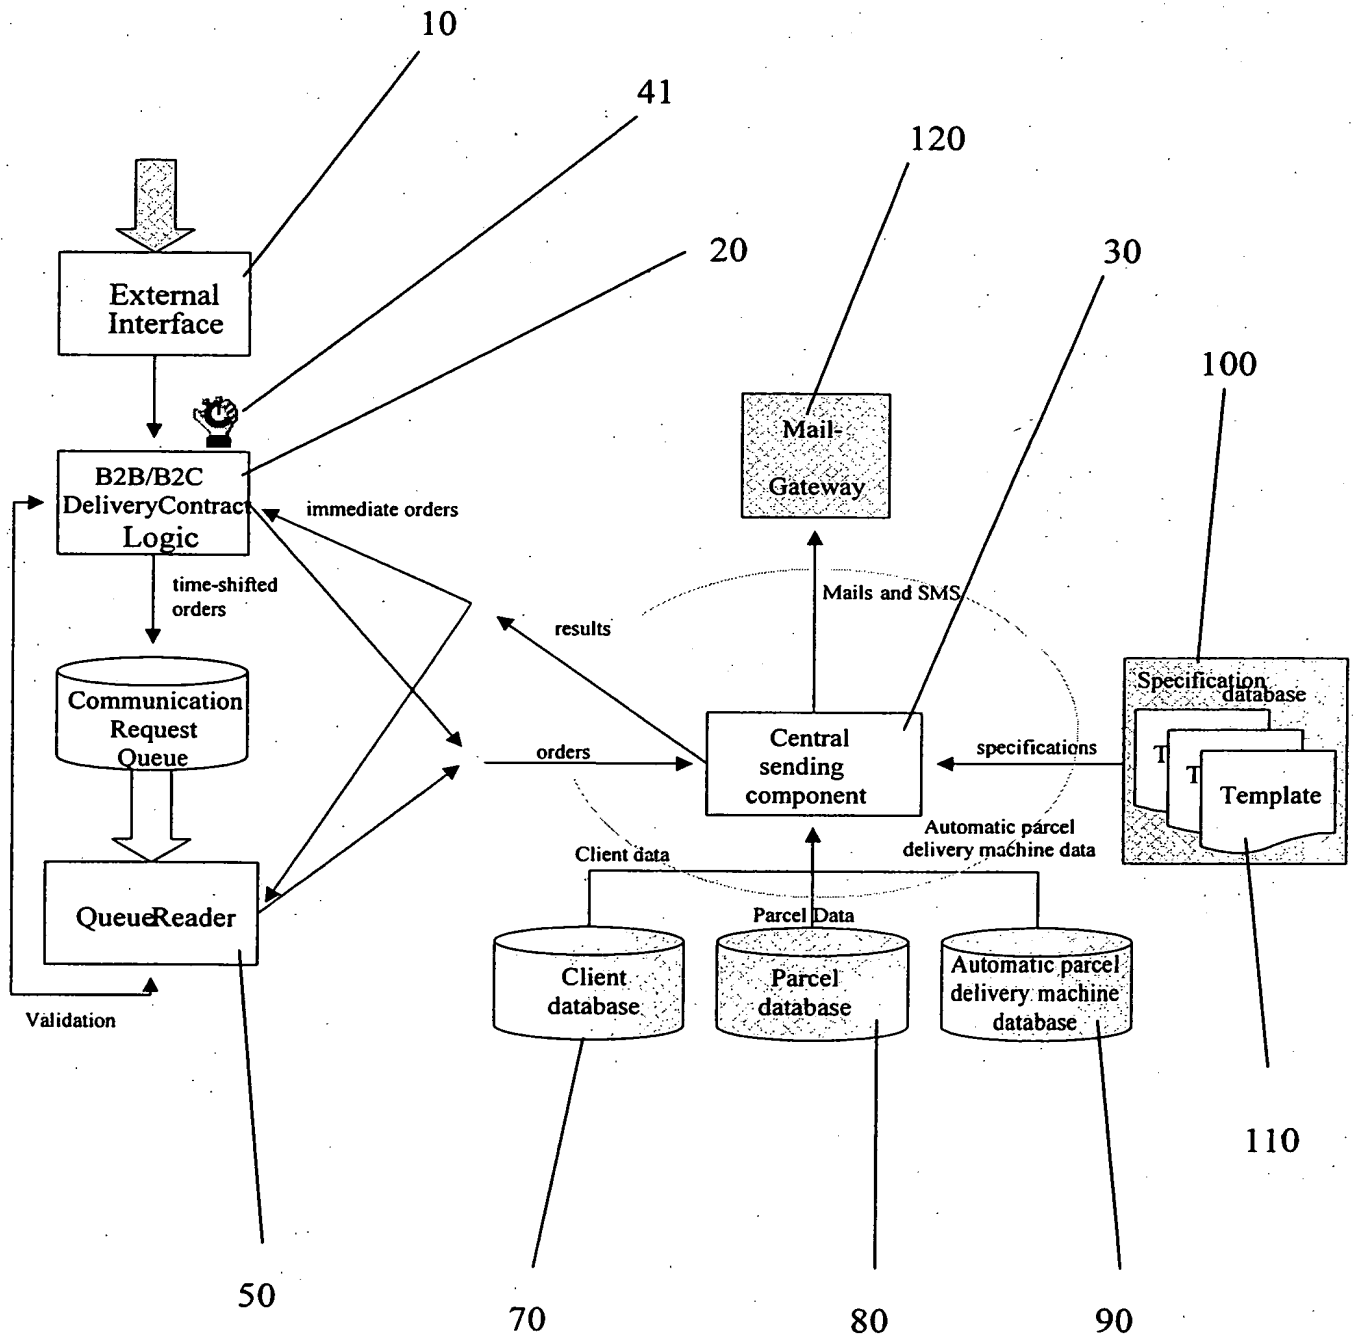 10
41
120
20
30
External
Interface
100
Mail-
Gateway
B2B/B2C
DeliveryContract
Logic
immediate orders
time-shifted
orders
Mails and SMS
results
Specification
database
Communication
Request
Queue
orders
Central
sending
component
specifications
T
T
Template
Automatic parcel
delivery machine data
Client data
QueueReader
Parcel Data
Client
database
Parcel
database
Automatic parcel
delivery machine
database
Validation
110
50
70
80
90